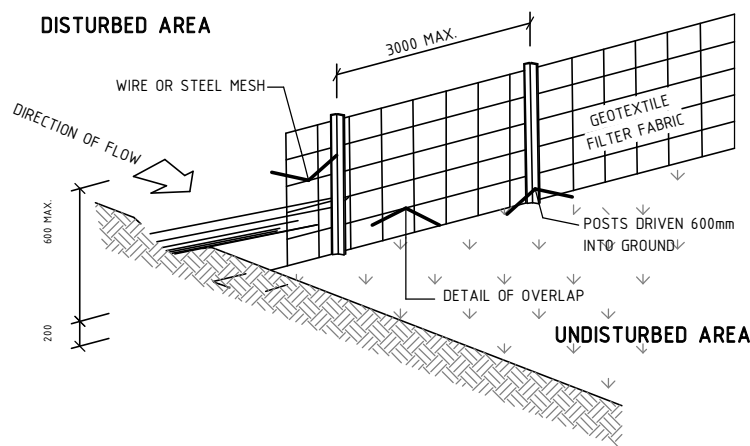 DISTURBED AREA
3000 MAX.
WIRE OR STEEL MESH
GEOTEXTILE
FILTER FABRIC
DIRECTION OF FLOW
600 MAX.
POSTS DRIVEN 600mm
INTO GROUND
DETAIL OF OVERLAP
200
UNDISTURBED AREA